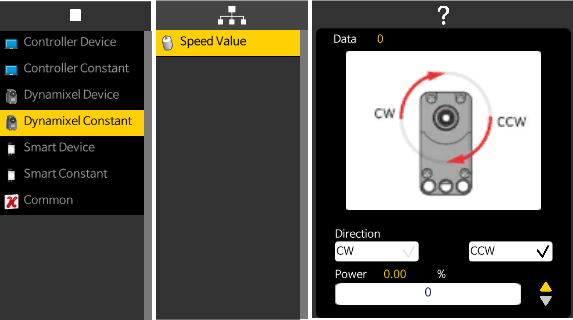 Controller Device
Controller Constant
Dynamixel Device
Dynamixel Constant
Smart Device
Smart Constant
Common
Speed Value
?
Data 0
CW
CCW
Direction
CW CCW
Power 0.00 %
0